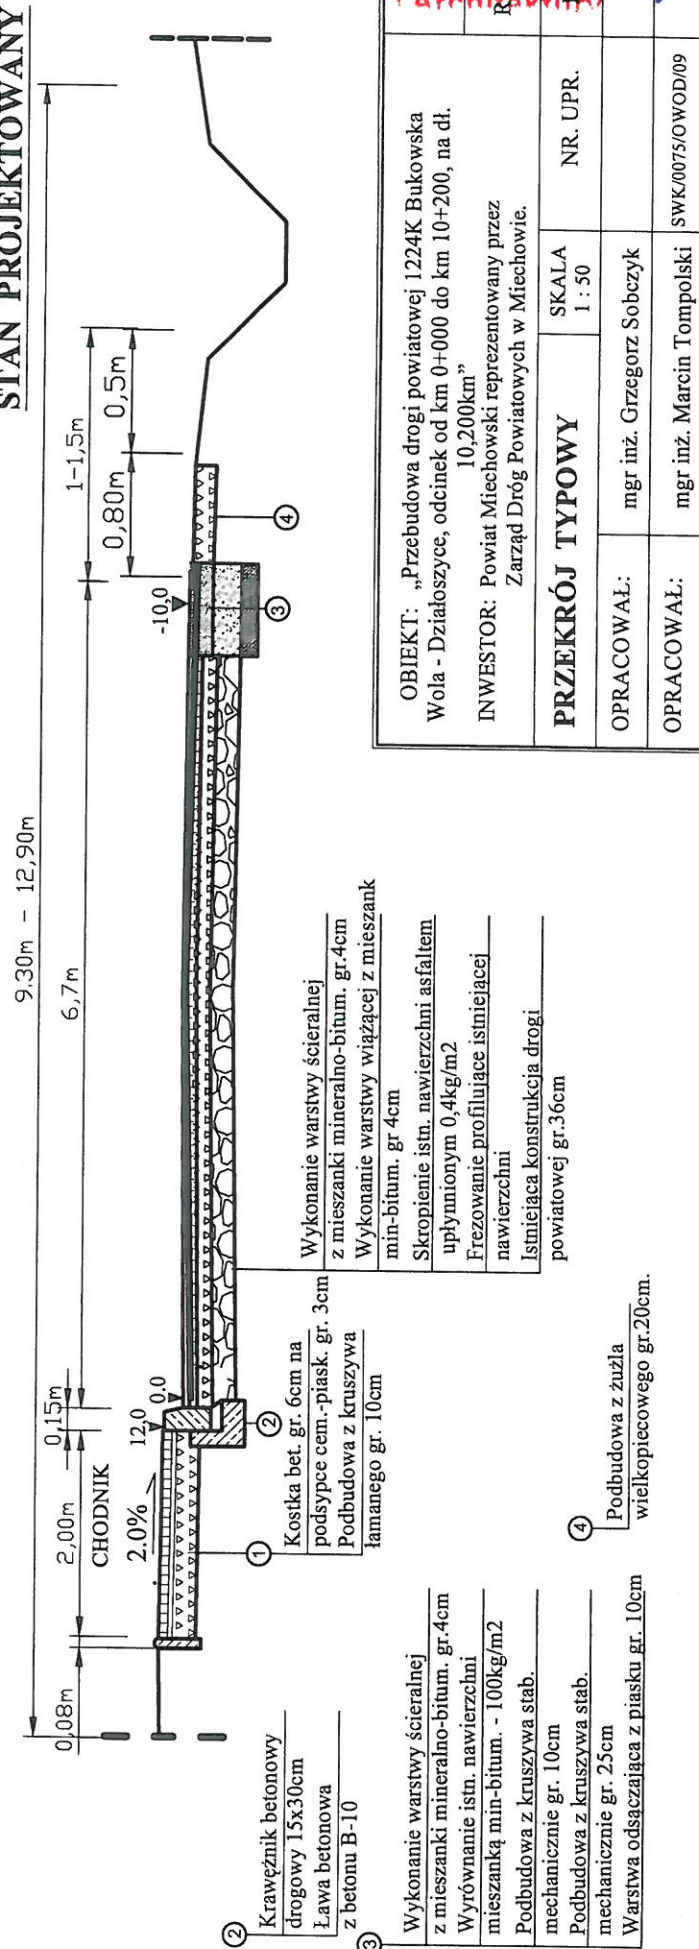 STAN PROJEKTOWANY
9.30m - 12,90m
0,08m
2,00m
0,15m
6,7m
1-1,5m
0,80m
0,5m
CHODNIK
2.0%
12,0
0.0
-10,0
1
2
3
4
2
Krawężnik betonowy
drogowy 15x30cm
Ława betonowa
z betonu B-10
Kostka bet. gr. 6cm na
podsypce cem.-piask. gr. 3cm
Podbudowa z kruszywa
łamanego gr. 10cm
Wykonanie warstwy ścieralnej
z mieszanki mineralno-bitum. gr.4cm
Wykonanie warstwy wiążącej z mieszank
min-bitum. gr 4cm
Skropienie istn. nawierzchni asfaltem
upłynnionym 0,4kg/m2
Frezowanie profilujące istniejącej
nawierzchni
Istniejąca konstrukcja drogi
powiatowej gr.36cm
3
Wykonanie warstwy ścieralnej
z mieszanki mineralno-bitum. gr.4cm
Wyrównanie istn. nawierzchni
mieszanką min-bitum. - 100kg/m2
Podbudowa z kruszywa stab.
mechanicznie gr. 10cm
Podbudowa z kruszywa stab.
mechanicznie gr. 25cm
Warstwa odsączająca z piasku gr. 10cm
4
Podbudowa z żużla
wielkopiecowego gr.20cm.
OBIEKT: „Przebudowa drogi powiatowej 1224K Bukowska
Wola - Działoszyce, odcinek od km 0+000 do km 10+200, na dł.
10,200km”
INWESTOR: Powiat Miechowski reprezentowany przez
Zarząd Dróg Powiatowych w Miechowie.
PRZEKRÓJ TYPOWY
SKALA
1 : 50
NR. UPR.
OPRACOWAŁ:
mgr inż. Grzegorz Sobczyk
OPRACOWAŁ:
mgr inż. Marcin Tompolski
SWK/0075/OWOD/09